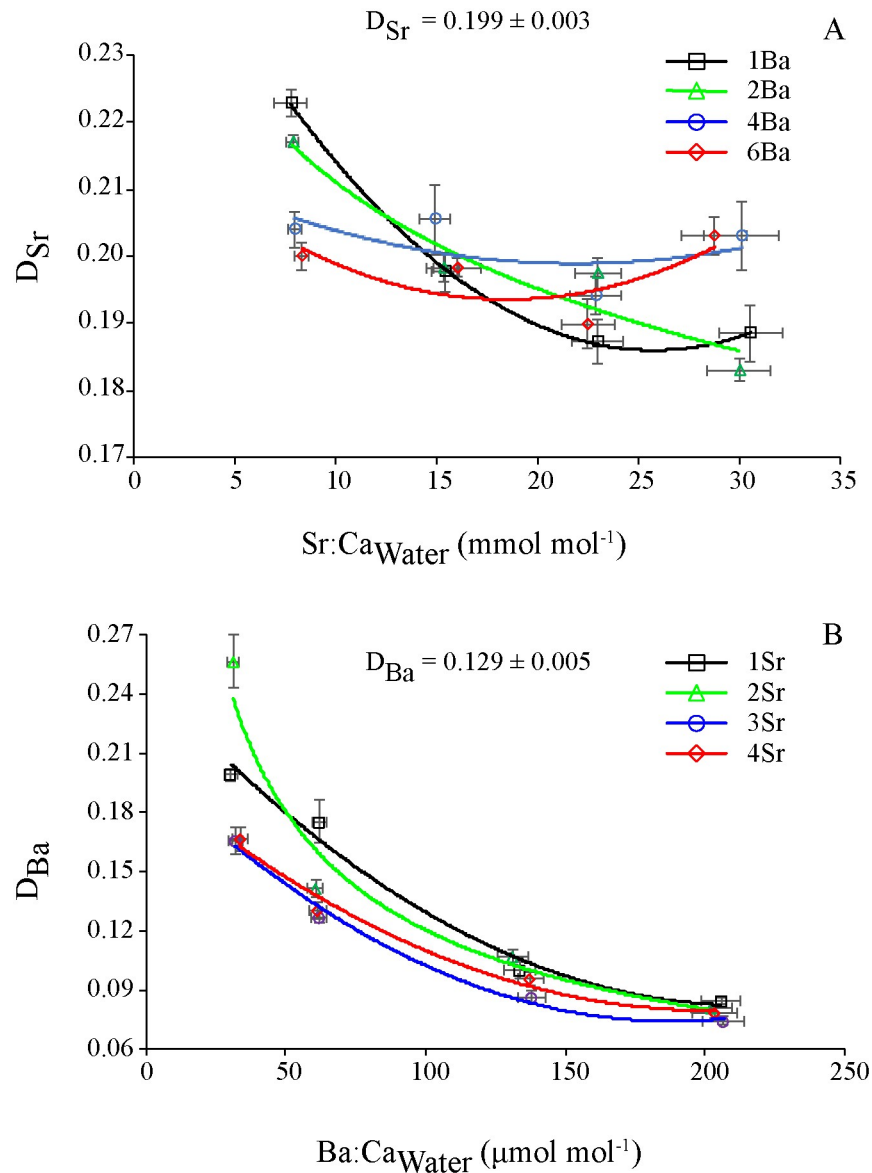 D_Sr = 0.199 ± 0.003
A
1Ba
2Ba
4Ba
6Ba
0.23
0.22
0.21
0.20
0.19
0.18
0.17
D_Sr
0 5 10 15 20 25 30 35
Sr:Ca_Water (mmol mol⁻¹)
B
D_Ba = 0.129 ± 0.005
1Sr
2Sr
3Sr
4Sr
0.27
0.24
0.21
0.18
0.15
0.12
0.09
0.06
D_Ba
0 50 100 150 200 250
Ba:Ca_Water (μmol mol⁻¹)